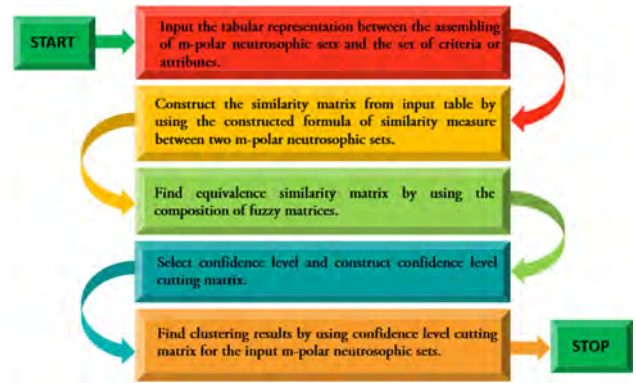 START
Input the tabular representation between the assembling
of m-polar neutrosophic sets and the set of criteria or
attributes.
Construct the similarity matrix from input table by
using the constructed formula of similarity measure
between two m-polar neutrosophic sets.
Find equivalence similarity matrix by using the
composition of fuzzy matrices.
Select confidence level and construct confidence level
cutting matrix.
Find clustering results by using confidence level cutting
matrix for the input m-polar neutrosophic sets.
STOP